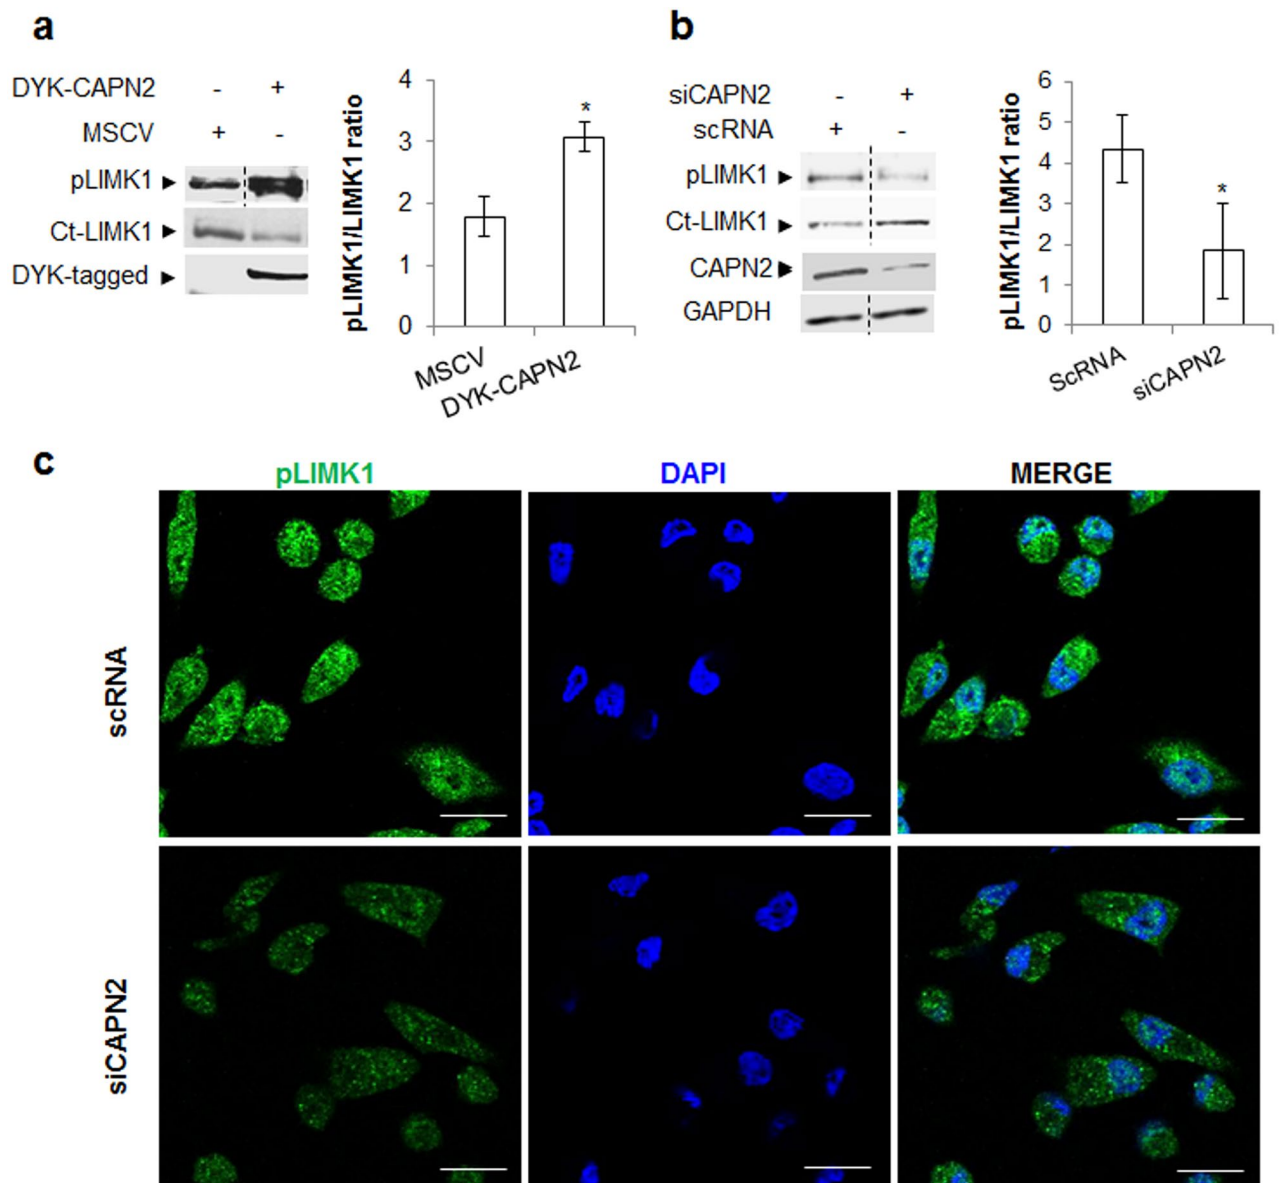 a
DYK-CAPN2 - +
MSCV + -
pLIMK1
Ct-LIMK1
DYK-tagged
pLIMK1/LIMK1 ratio
4
3
2
1
0
*
MSCV
DYK-CAPN2
b
siCAPN2 - +
scRNA + -
pLIMK1
Ct-LIMK1
CAPN2
GAPDH
pLIMK1/LIMK1 ratio
6
5
4
3
2
1
0
*
ScRNA
siCAPN2
c
pLIMK1 DAPI MERGE
scRNA
siCAPN2